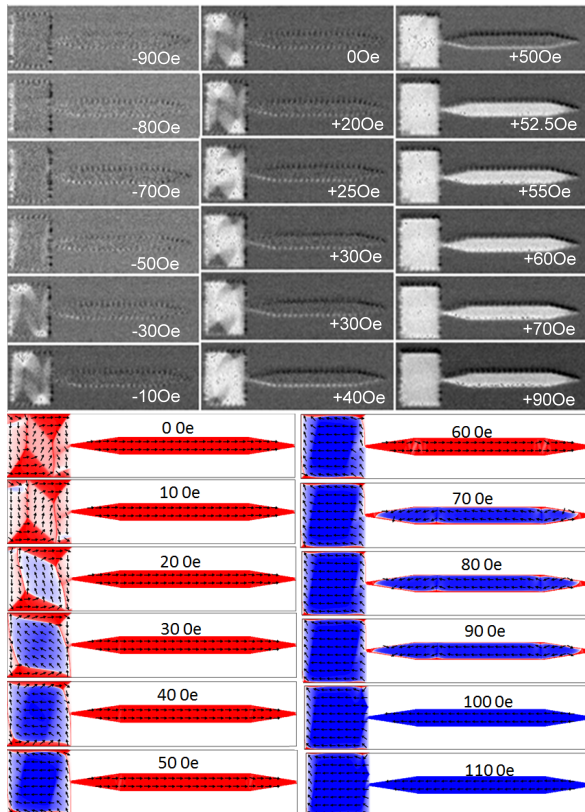 -90Oe
0Oe
+50Oe
-80Oe
+20Oe
+52.5Oe
-70Oe
+25Oe
+55Oe
-50Oe
+30Oe
+60Oe
-30Oe
+30Oe
+70Oe
-10Oe
+40Oe
+90Oe
0 Oe
10 Oe
20 Oe
30 Oe
40 Oe
50 Oe
60 Oe
70 Oe
80 Oe
90 Oe
100 Oe
110 Oe